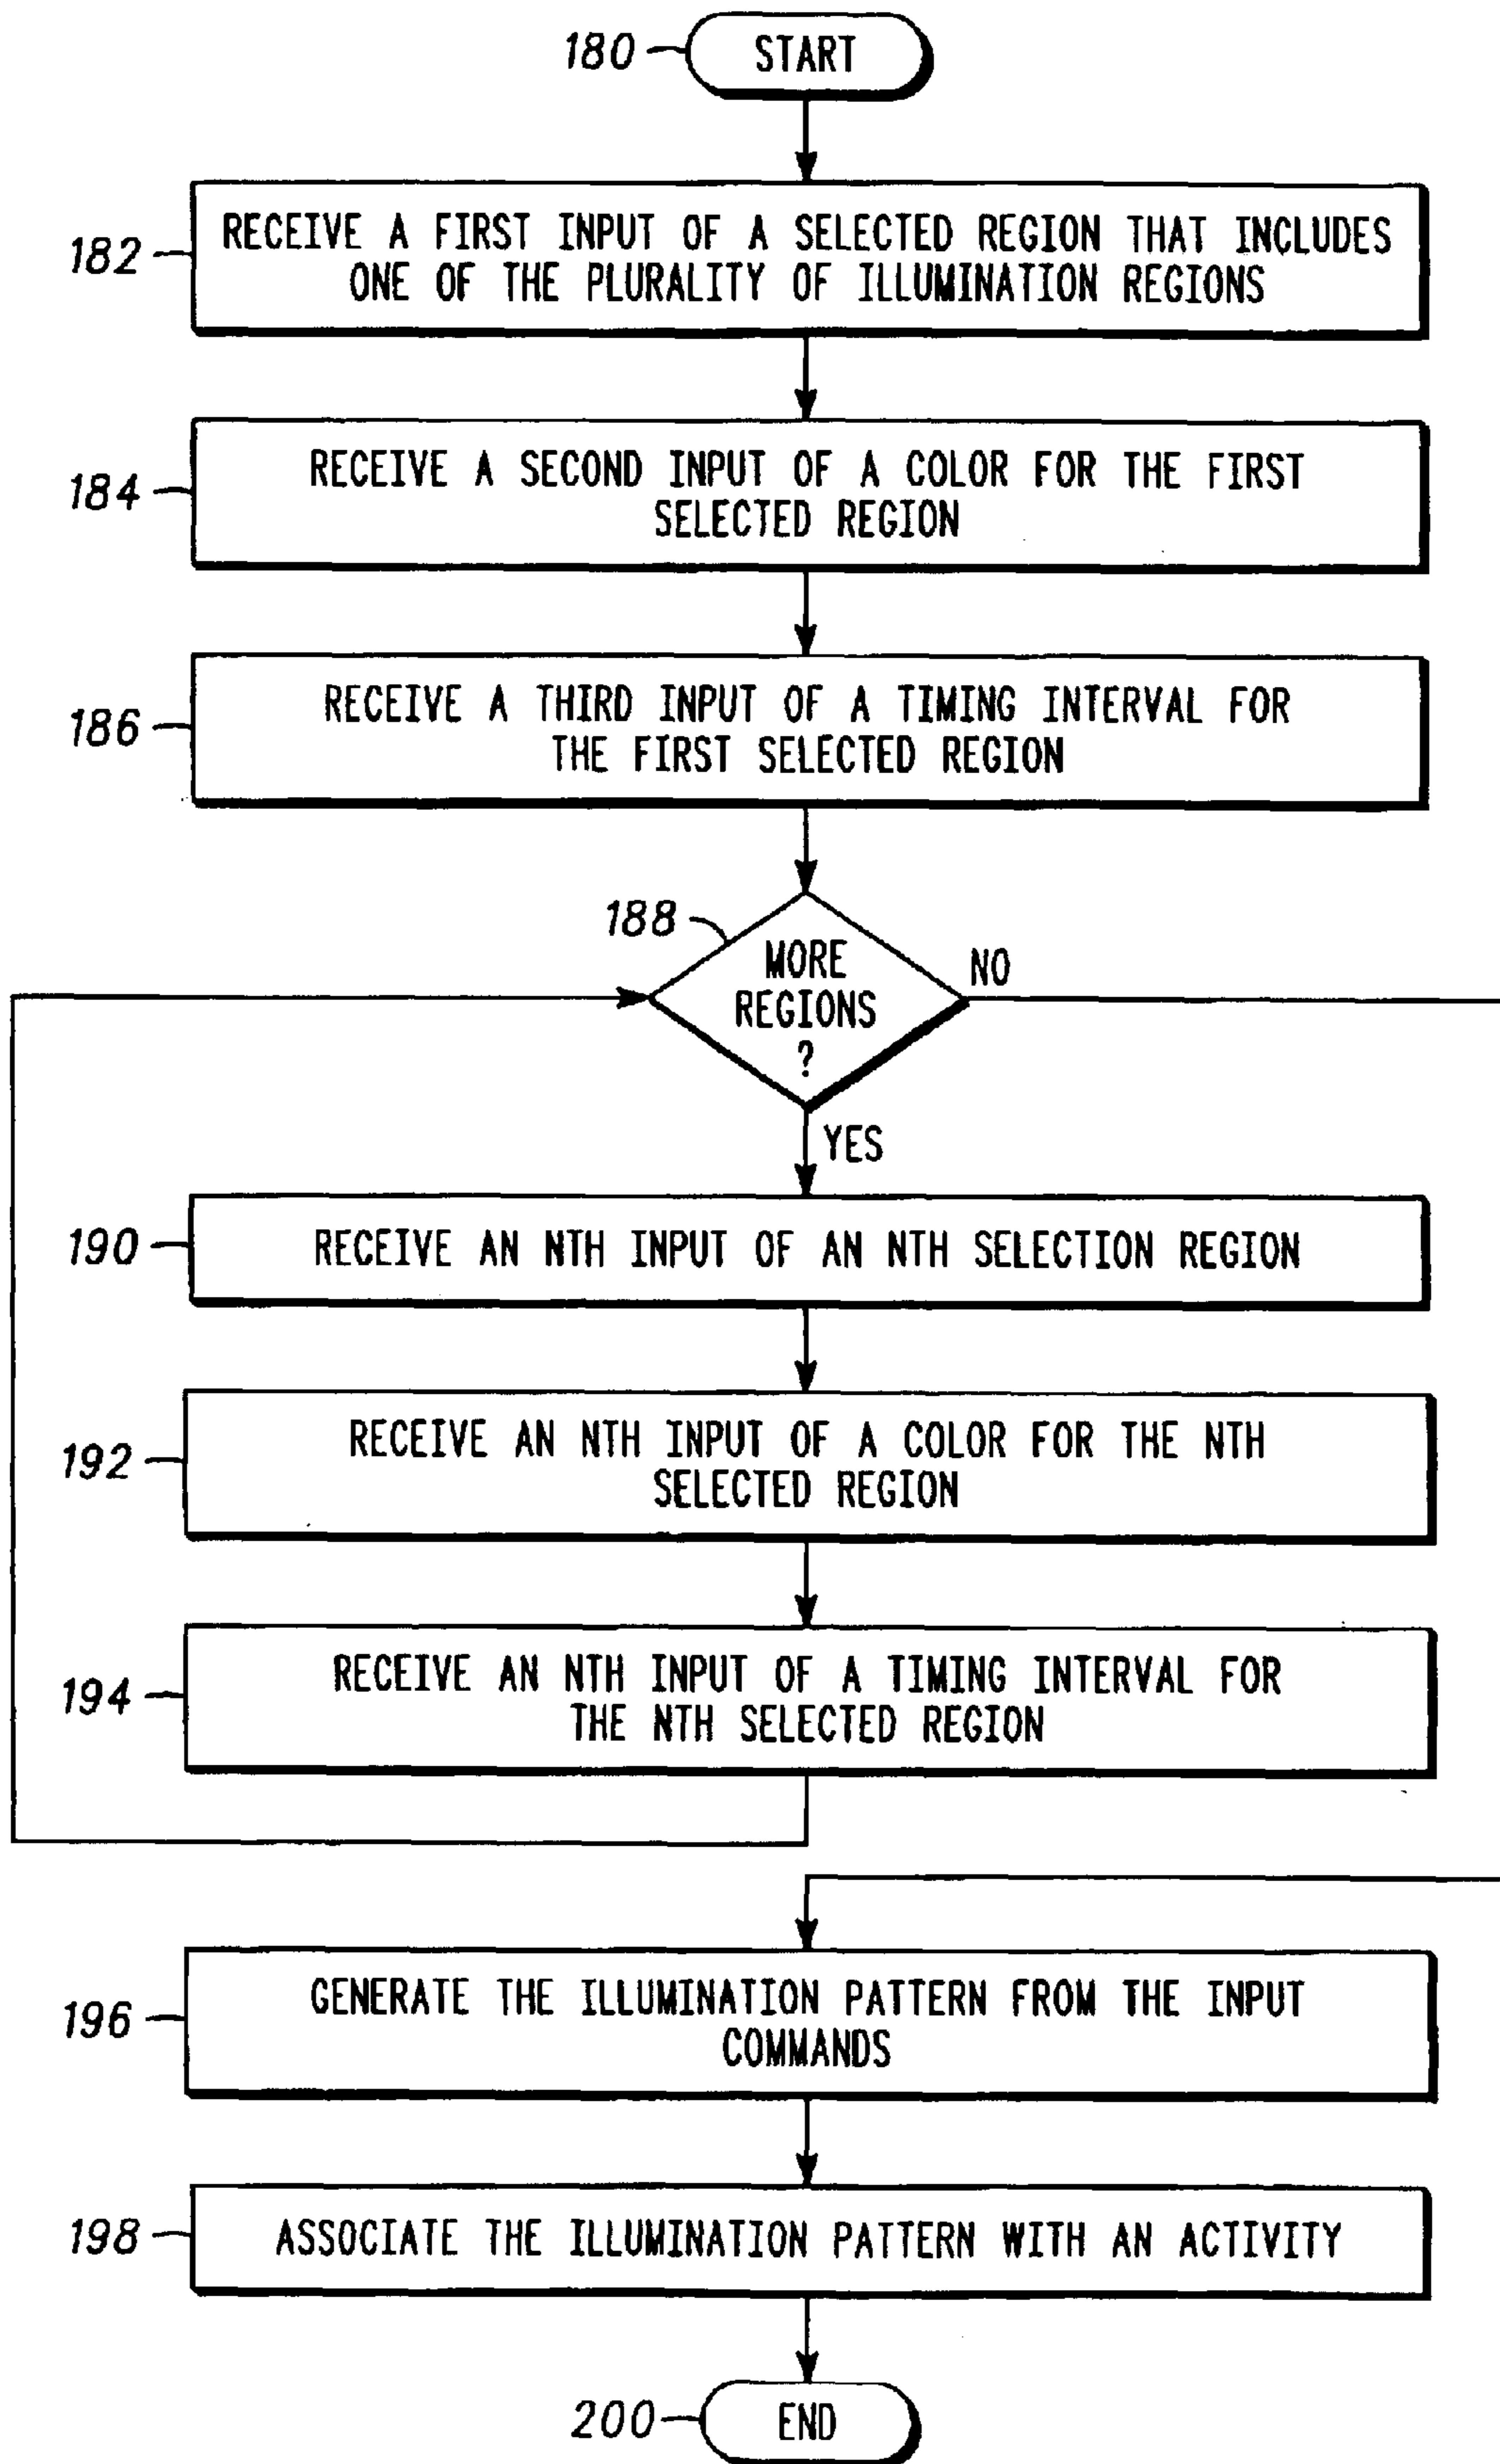 180
START
182
RECEIVE A FIRST INPUT OF A SELECTED REGION THAT INCLUDES
ONE OF THE PLURALITY OF ILLUMINATION REGIONS
184
RECEIVE A SECOND INPUT OF A COLOR FOR THE FIRST
SELECTED REGION
186
RECEIVE A THIRD INPUT OF A TIMING INTERVAL FOR
THE FIRST SELECTED REGION
188
MORE
REGIONS
?
NO
YES
190
RECEIVE AN NTH INPUT OF AN NTH SELECTION REGION
192
RECEIVE AN NTH INPUT OF A COLOR FOR THE NTH
SELECTED REGION
194
RECEIVE AN NTH INPUT OF A TIMING INTERVAL FOR
THE NTH SELECTED REGION
196
GENERATE THE ILLUMINATION PATTERN FROM THE INPUT
COMMANDS
198
ASSOCIATE THE ILLUMINATION PATTERN WITH AN ACTIVITY
200
END